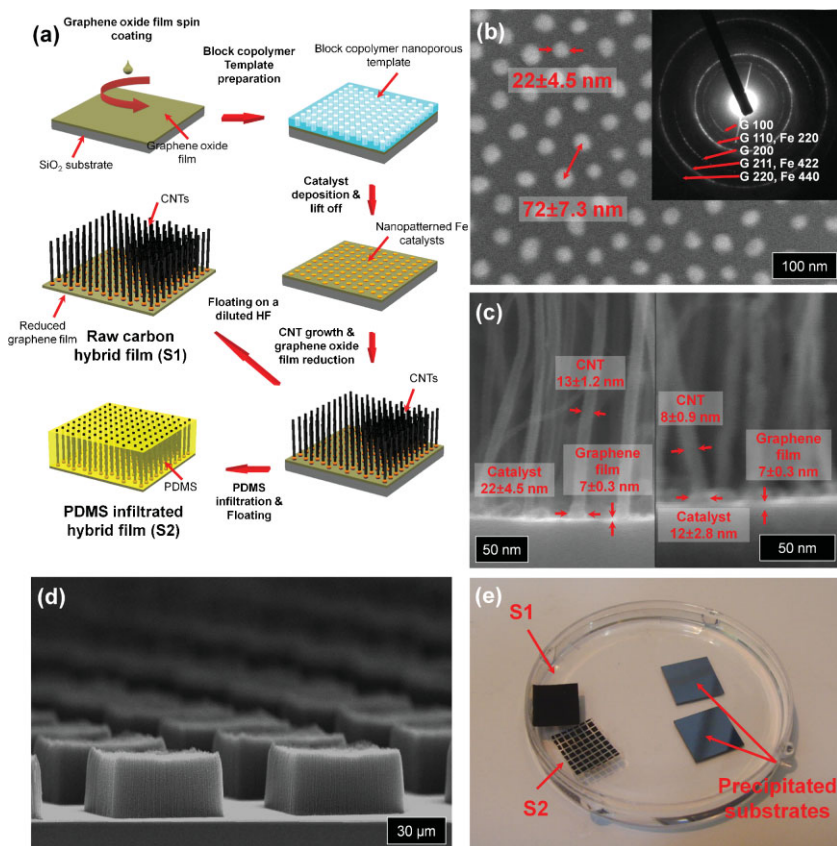 (a)
Graphene oxide film spin
coating
Block copolymer
Template
preparation
Block copolymer nanoporous
template
SiO₂ substrate
Graphene oxide
film
Catalyst
deposition &
lift off
CNTs
Nanopatterned Fe
catalysts
Reduced
graphene film
Raw carbon
hybrid film (S1)
Floating on a
diluted HF
CNT growth &
graphene oxide
film reduction
CNTs
PDMS
PDMS infiltrated
hybrid film (S2)
PDMS
infiltration &
Floating
(b)
22±4.5 nm
72±7.3 nm
G 100
G 110, Fe 220
G 200
G 211, Fe 422
G 220, Fe 440
100 nm
(c)
CNT
13±1.2 nm
Catalyst
22±4.5 nm
Graphene
film
7±0.3 nm
50 nm
CNT
8±0.9 nm
Graphene
film
7±0.3 nm
Catalyst
12±2.8 nm
50 nm
(d)
30 µm
(e)
S1
S2
Precipitated
substrates